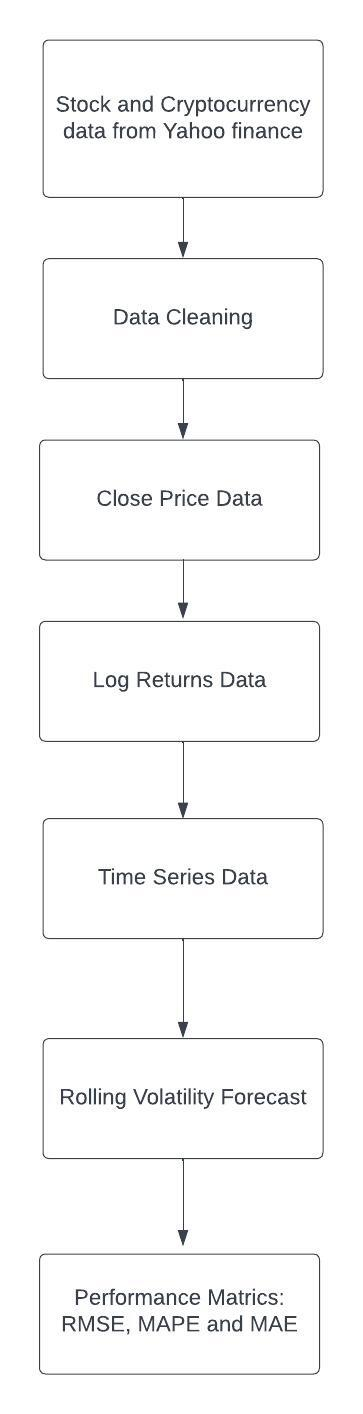 Stock and Cryptocurrency
data from Yahoo finance
Data Cleaning
Close Price Data
Log Returns Data
Time Series Data
Rolling Volatility Forecast
Performance Matrics:
RMSE, MAPE and MAE